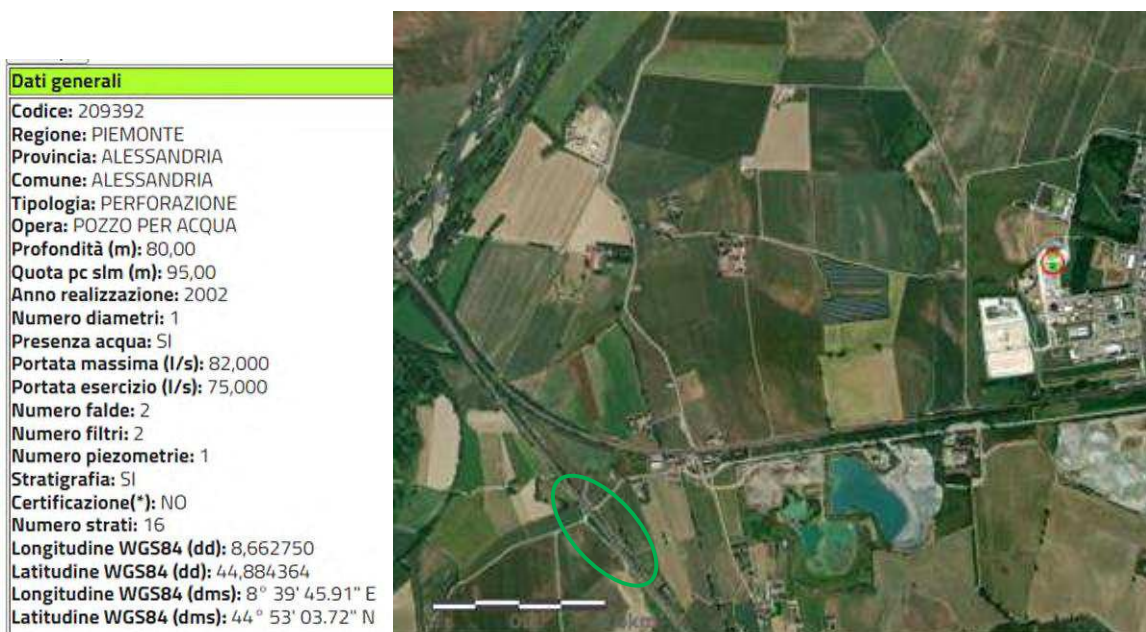 Dati generali
Codice: 209392
Regione: PIEMONTE
Provincia: ALESSANDRIA
Comune: ALESSANDRIA
Tipologia: PERFORAZIONE
Opera: POZZO PER ACQUA
Profondità (m): 80,00
Quota pc slm (m): 95,00
Anno realizzazione: 2002
Numero diametri: 1
Presenza acqua: SI
Portata massima (l/s): 82,000
Portata esercizio (l/s): 75,000
Numero falde: 2
Numero filtri: 2
Numero piezometrie: 1
Stratigrafia: SI
Certificazione(*): NO
Numero strati: 16
Longitudine WGS84 (dd): 8,662750
Latitudine WGS84 (dd): 44,884364
Longitudine WGS84 (dms): 8° 39' 45.91" E
Latitudine WGS84 (dms): 44° 53' 03.72" N